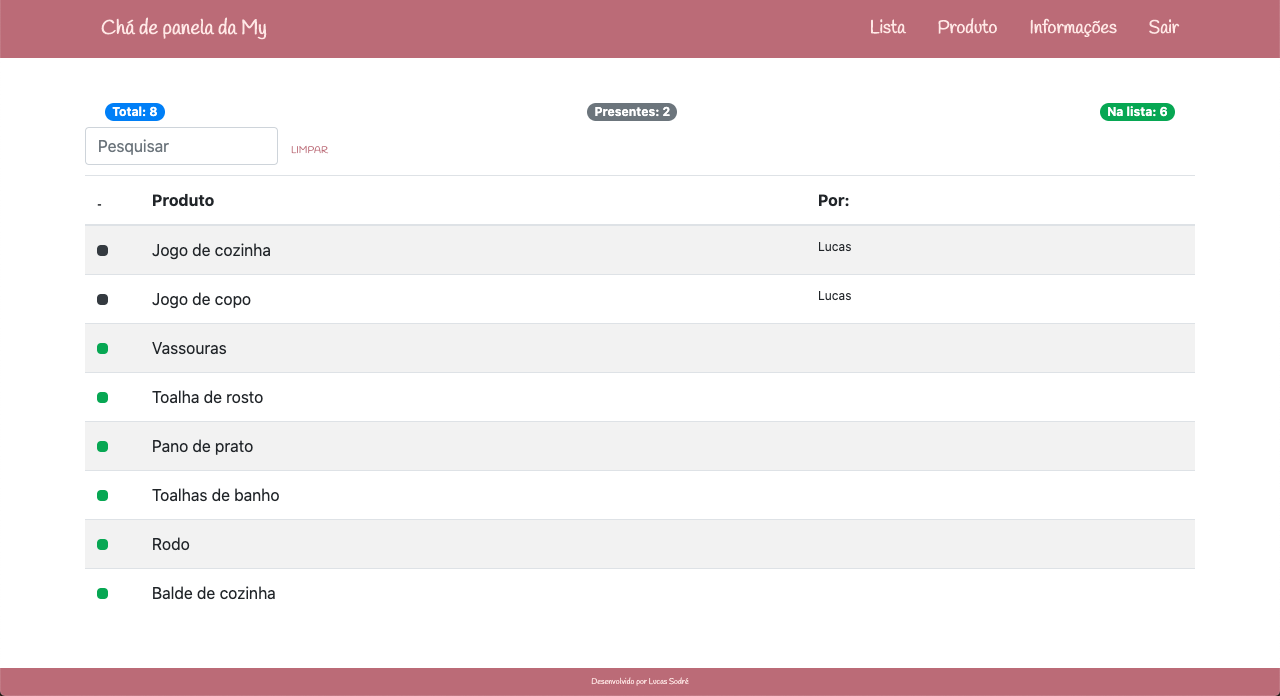 Chá de panela da My Lista Produto Informações Sair
Total: 8 Presentes: 2 Na lista: 6
Pesquisar LIMPAR
- Produto Por:
Jogo de cozinha Lucas
Jogo de copo Lucas
Vassouras
Toalha de rosto
Pano de prato
Toalhas de banho
Rodo
Balde de cozinha
Desenvolvido por Lucas Sodré